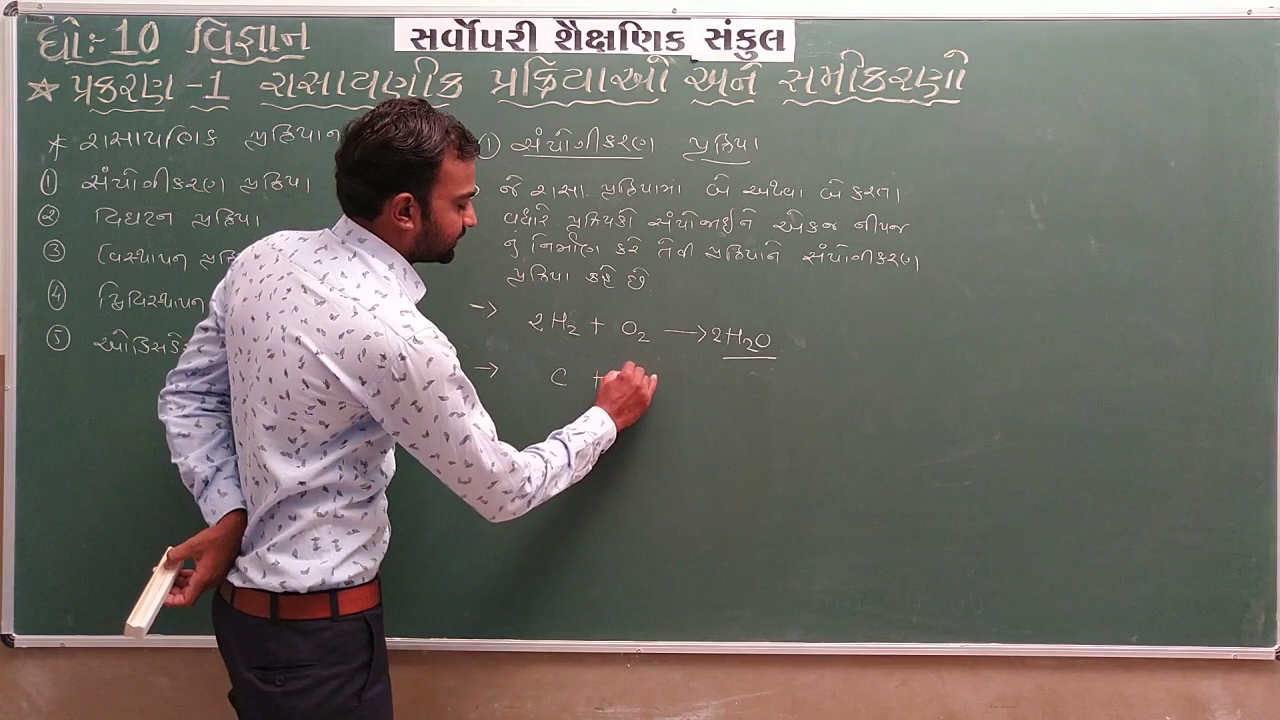 ધો:- 10 વિજ્ઞાન
સર્વોપરી શૈક્ષણિક સંકુલ
★ પ્રકરણ -1 રાસાયણીક પ્રક્રિયાઓ અને સમીકરણો
* રાસાયણિક પ્રક્રિયાન
① સંયોગીકરણ પ્રક્રિયા
② વિઘટન પ્રક્રિયા
③ વિસ્થાપન
④ દ્વિવિસ્થાપન
⑤
① સંયોગીકરણ પ્રક્રિયા
જે રાસા. પ્રક્રિયામાં બે અથવા બે કરતા
વધારે પ્રક્રિયકો સંયોજાઇને એકજ નીપજ
નું નિર્માણ કરે તેવી પ્રક્રિયાને સંયોગીકરણ
પ્રક્રિયા કહે છે.
→ 2H₂ + O₂ → 2H₂O
→ C +